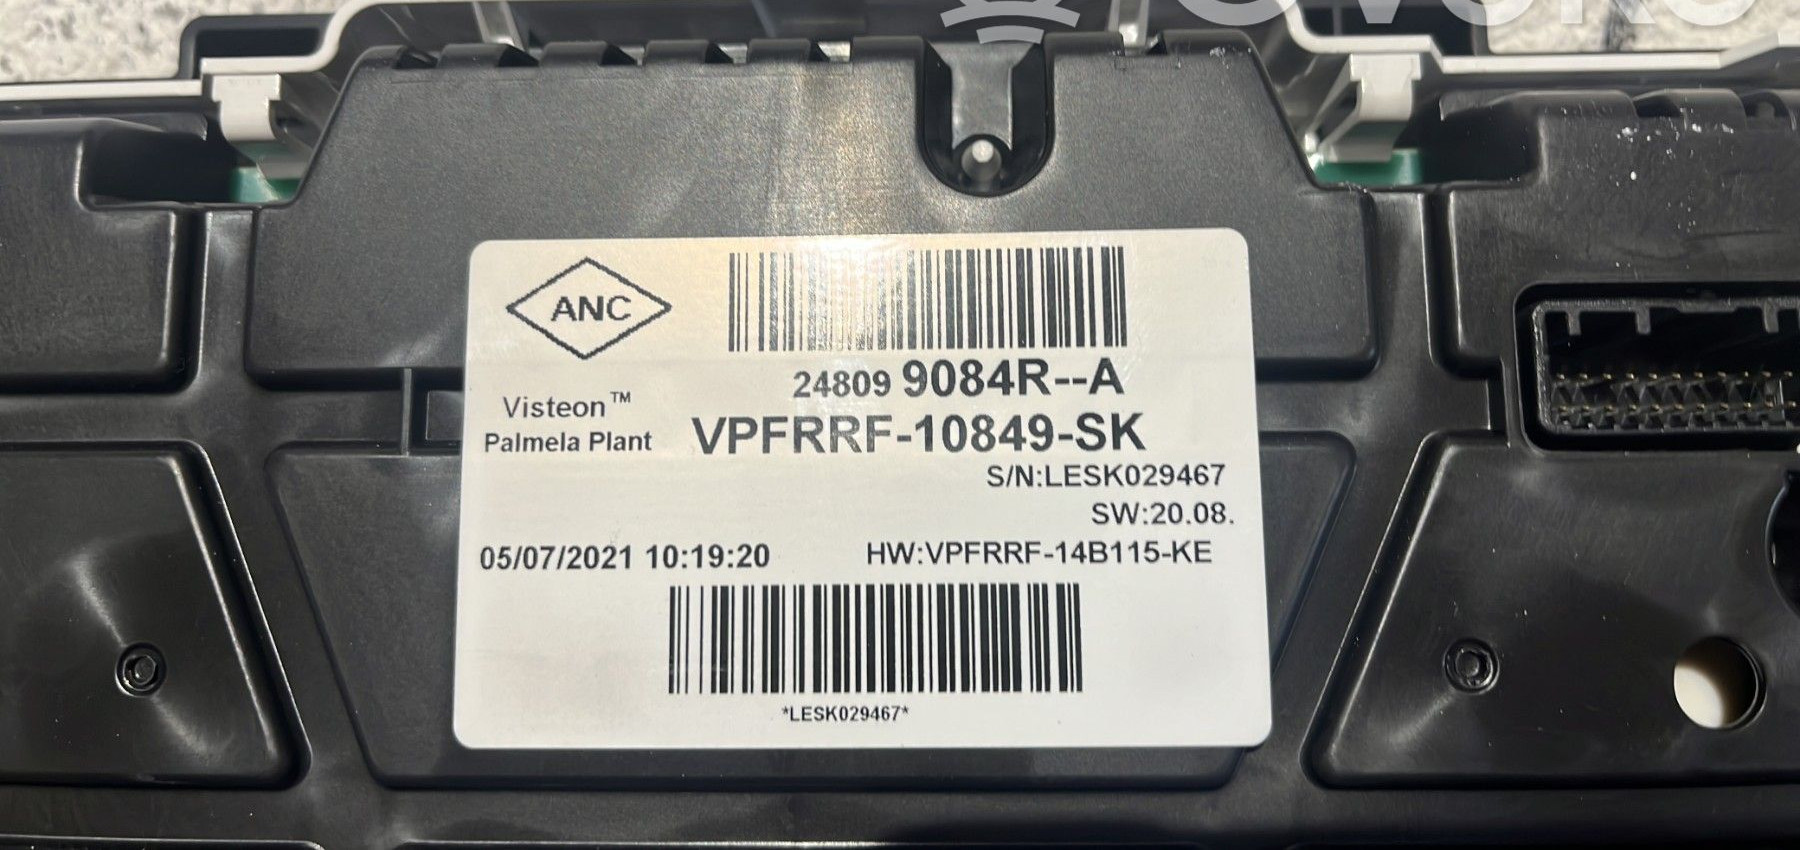 ANC
24809 9084R--A
Visteon™
Palmela Plant
VPFRRF-10849-SK
S/N:LESK029467
SW:20.08.
05/07/2021 10:19:20
HW:VPFRRF-14B115-KE
*LESK029467*